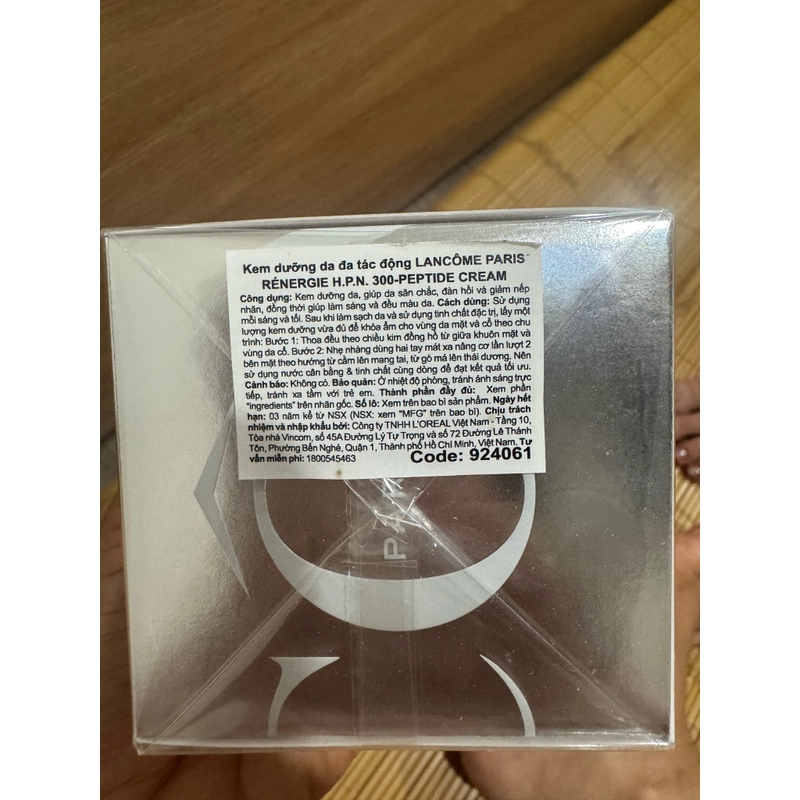 Kem dưỡng da đa tác động LANCÔME PARIS
RÉNERGIE H.P.N. 300-PEPTIDE CREAM
Công dụng: Kem dưỡng da, giúp da săn chắc, đàn hồi và giảm nếp
nhăn, đồng thời giúp làm sáng và đều màu da. Cách dùng: Sử dụng
mỗi sáng và tối. Sau khi làm sạch da và sử dụng tinh chất đặc trị, lấy một
lượng kem dưỡng vừa đủ để khóa ẩm cho vùng da mặt và cổ theo chu
trình: Bước 1: Thoa đều theo chiều kim đồng hồ từ giữa khuôn mặt và
vùng da cổ. Bước 2: Nhẹ nhàng dùng hai tay mát xa nâng cơ lần lượt 2
bên mặt theo hướng từ cằm lên mang tai, từ gò má lên thái dương. Nên
sử dụng nước cân bằng & tinh chất cùng dòng để đạt kết quả tối ưu.
Cảnh báo: Không có. Bảo quản: Ở nhiệt độ phòng, tránh ánh sáng trực
tiếp, tránh xa tầm với trẻ em. Thành phần đầy đủ: Xem phần
"ingredients" trên nhãn gốc. Số lô: Xem trên bao bì sản phẩm. Ngày hết
hạn: 03 năm kể từ NSX (NSX: xem "MFG" trên bao bì). Chịu trách
nhiệm và nhập khẩu bởi: Công ty TNHH L'OREAL Việt Nam - Tầng 10,
Tòa nhà Vincom, số 45A Đường Lý Tự Trọng và số 72 Đường Lê Thánh
Tôn, Phường Bến Nghé, Quận 1, Thành phố Hồ Chí Minh, Việt Nam. Tư
vấn miễn phí: 1800545463
Code: 924061